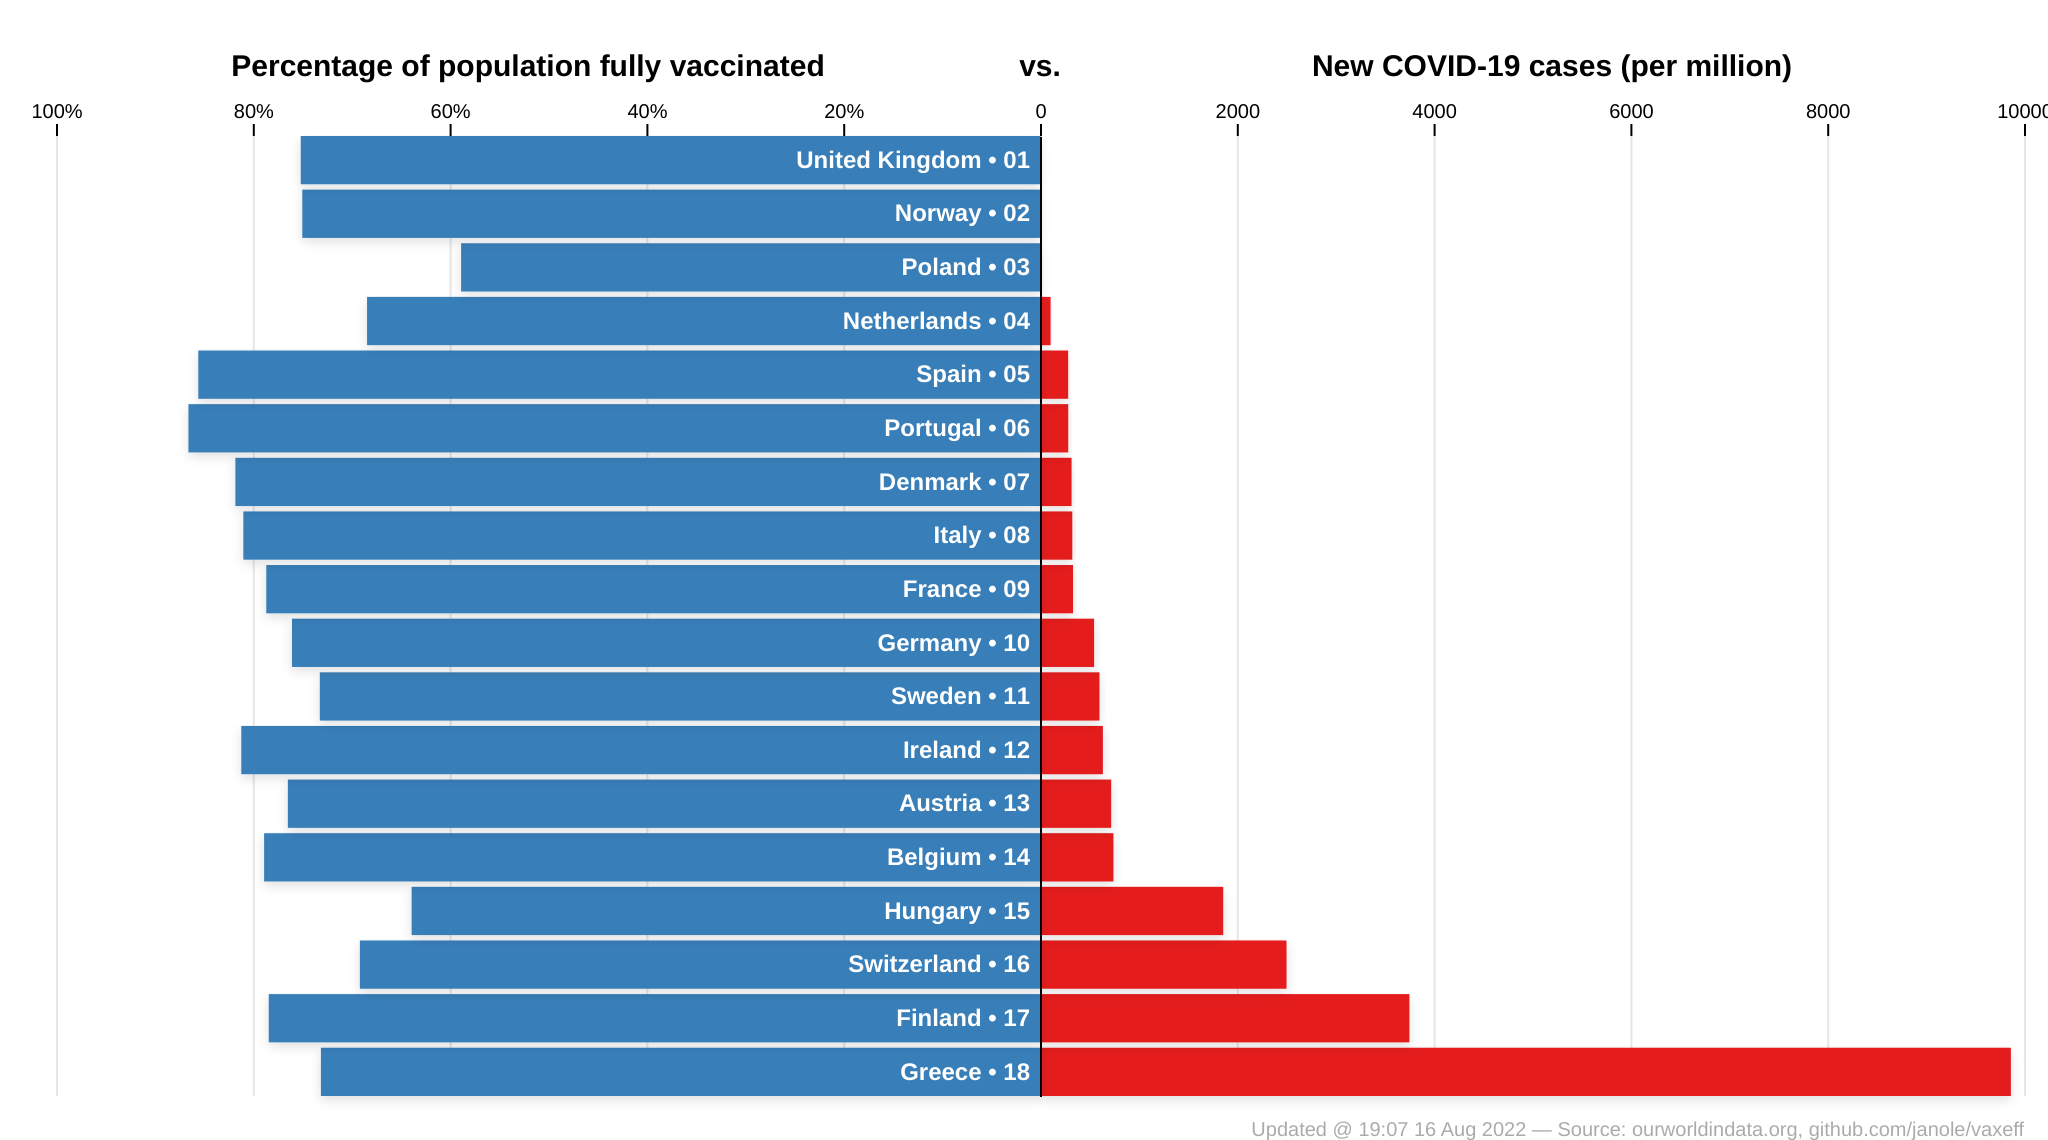 Percentage of population fully vaccinated vs. New COVID-19 cases (per million)
100% 80% 60% 40% 20% 0 2000 4000 6000 8000 10000
United Kingdom • 01
Norway • 02
Poland • 03
Netherlands • 04
Spain • 05
Portugal • 06
Denmark • 07
Italy • 08
France • 09
Germany • 10
Sweden • 11
Ireland • 12
Austria • 13
Belgium • 14
Hungary • 15
Switzerland • 16
Finland • 17
Greece • 18
Updated @ 19:07 16 Aug 2022 — Source: ourworldindata.org, github.com/janole/vaxeff